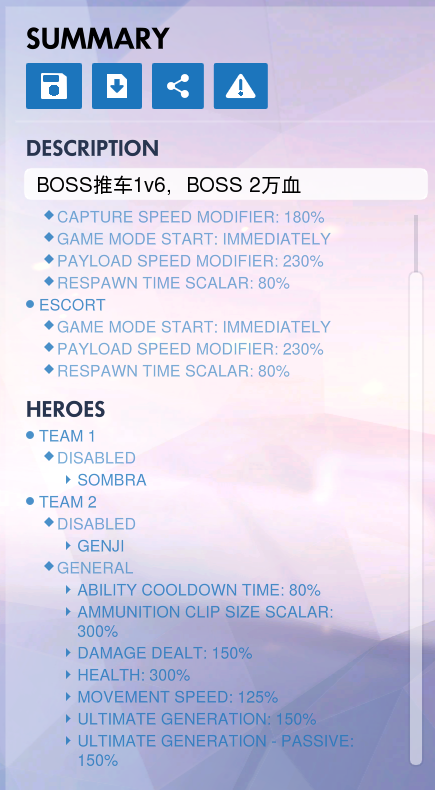 SUMMARY
DESCRIPTION
BOSS推车1v6，BOSS 2万血
CAPTURE SPEED MODIFIER: 180%
GAME MODE START: IMMEDIATELY
PAYLOAD SPEED MODIFIER: 230%
RESPAWN TIME SCALAR: 80%
ESCORT
GAME MODE START: IMMEDIATELY
PAYLOAD SPEED MODIFIER: 230%
RESPAWN TIME SCALAR: 80%
HEROES
TEAM 1
DISABLED
SOMBRA
TEAM 2
DISABLED
GENJI
GENERAL
ABILITY COOLDOWN TIME: 80%
AMMUNITION CLIP SIZE SCALAR:
300%
DAMAGE DEALT: 150%
HEALTH: 300%
MOVEMENT SPEED: 125%
ULTIMATE GENERATION: 150%
ULTIMATE GENERATION - PASSIVE:
150%